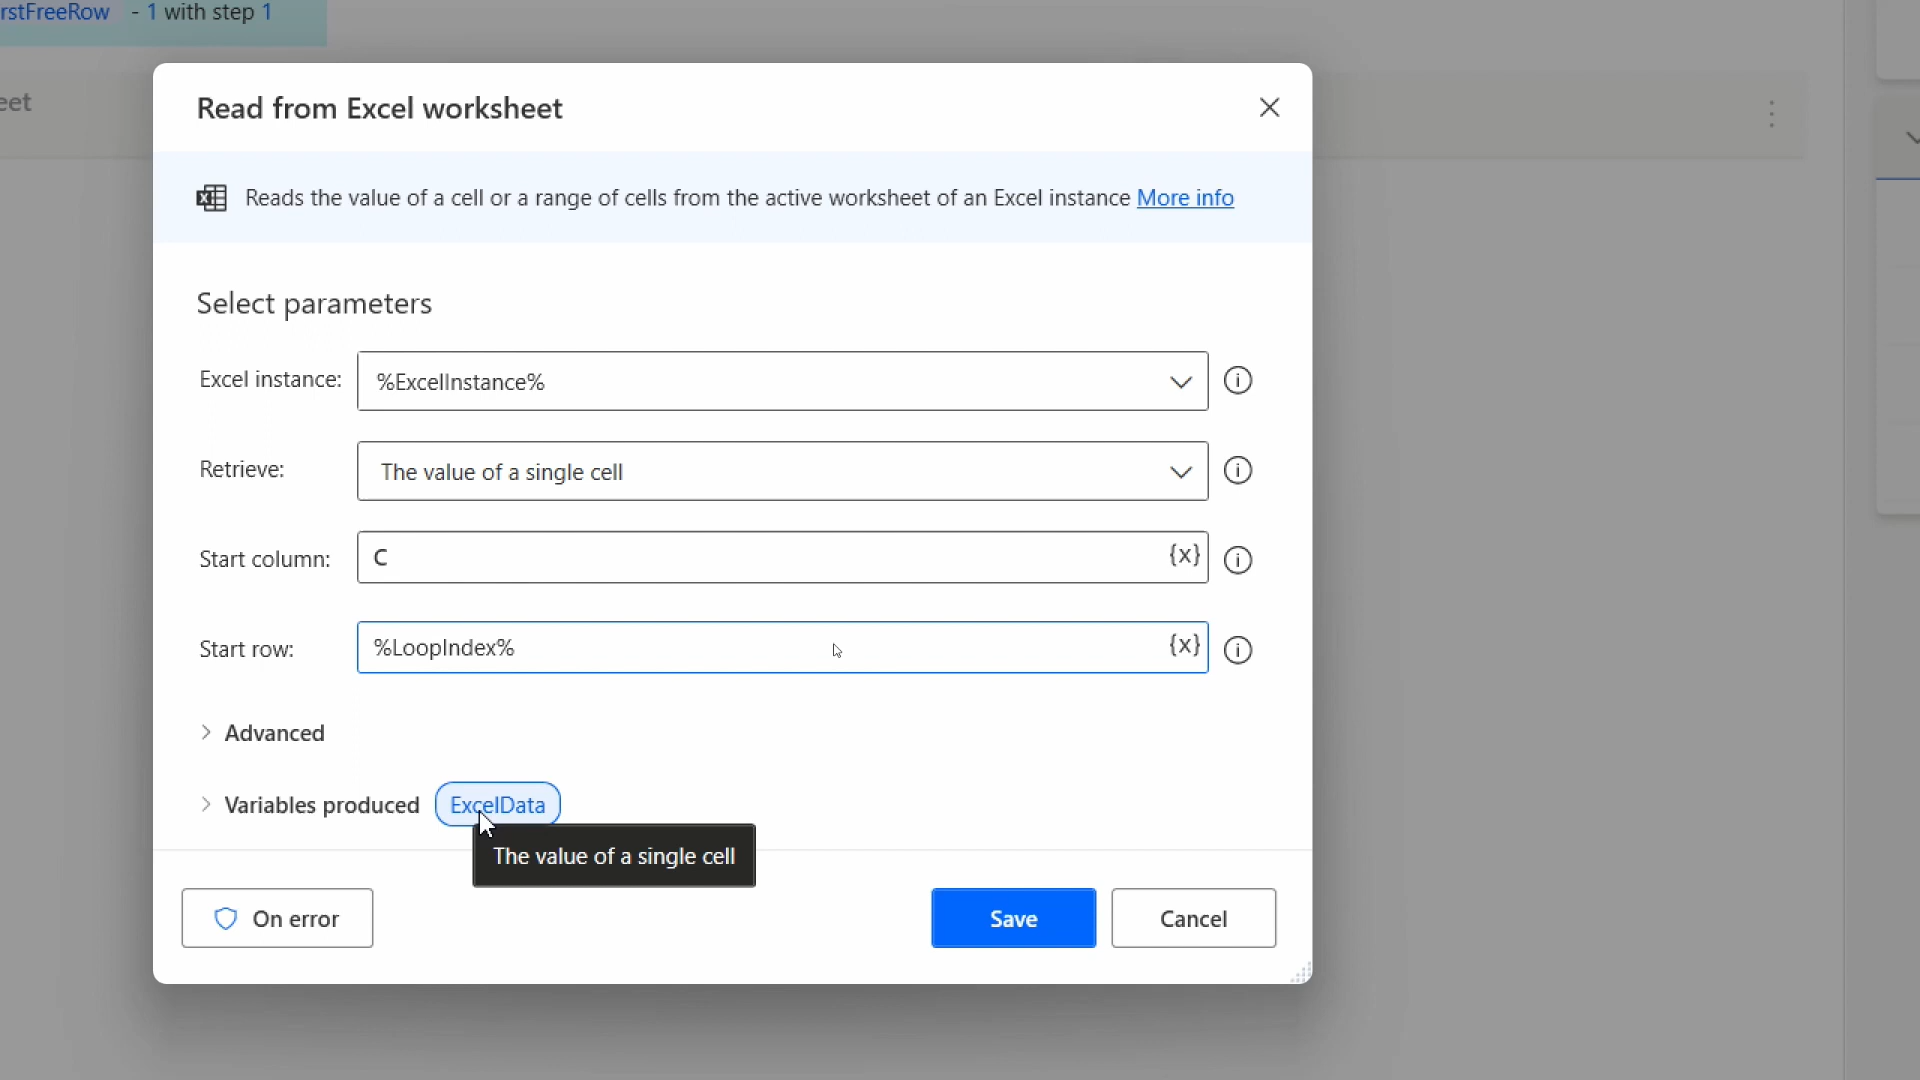 rstFreeRow - 1 with step 1
eet
Read from Excel worksheet
Reads the value of a cell or a range of cells from the active worksheet of an Excel instance More info
Select parameters
Excel instance: %ExcelInstance%
Retrieve: The value of a single cell
Start column: C {x}
Start row: %LoopIndex% {x}
Advanced
Variables produced ExcelData
The value of a single cell
On error Save Cancel